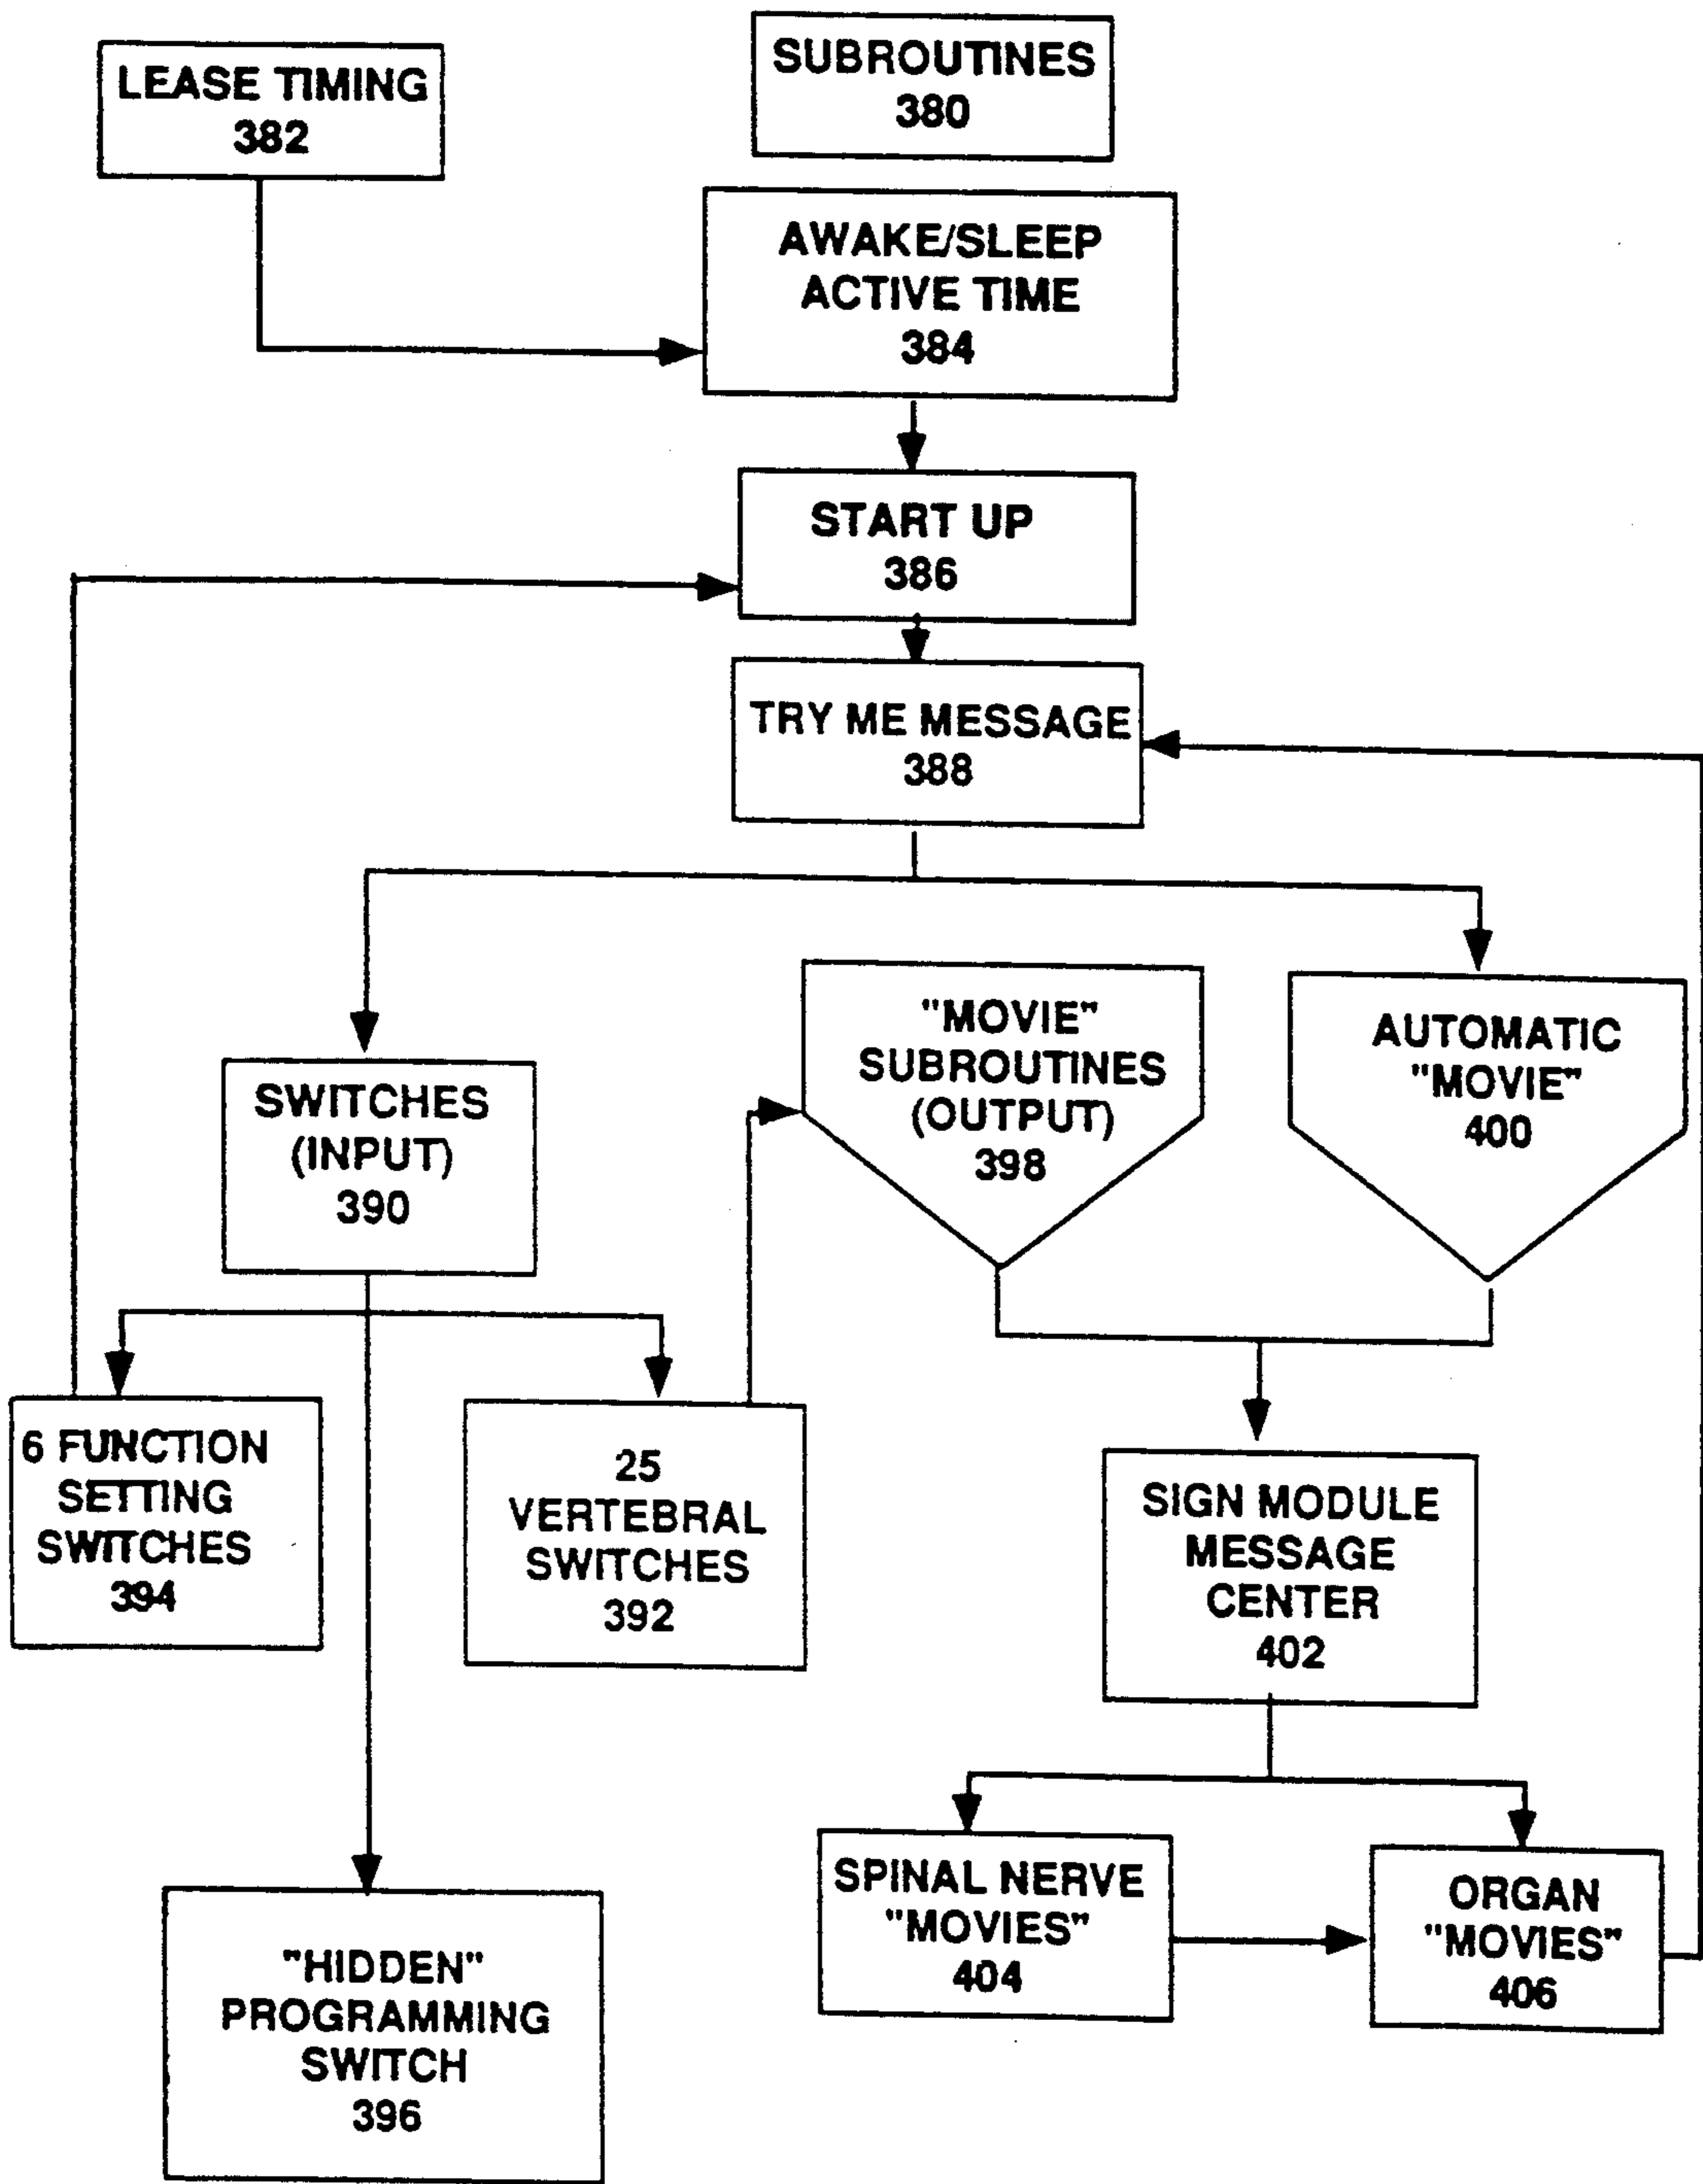 LEASE TIMING
382
SUBROUTINES
380
AWAKE/SLEEP
ACTIVE TIME
384
START UP
386
TRY ME MESSAGE
388
SWITCHES
(INPUT)
390
"MOVIE"
SUBROUTINES
(OUTPUT)
398
AUTOMATIC
"MOVIE"
400
6 FUNCTION
SETTING
SWITCHES
394
25
VERTEBRAL
SWITCHES
392
SIGN MODULE
MESSAGE
CENTER
402
SPINAL NERVE
"MOVIES"
404
ORGAN
"MOVIES"
406
"HIDDEN"
PROGRAMMING
SWITCH
396